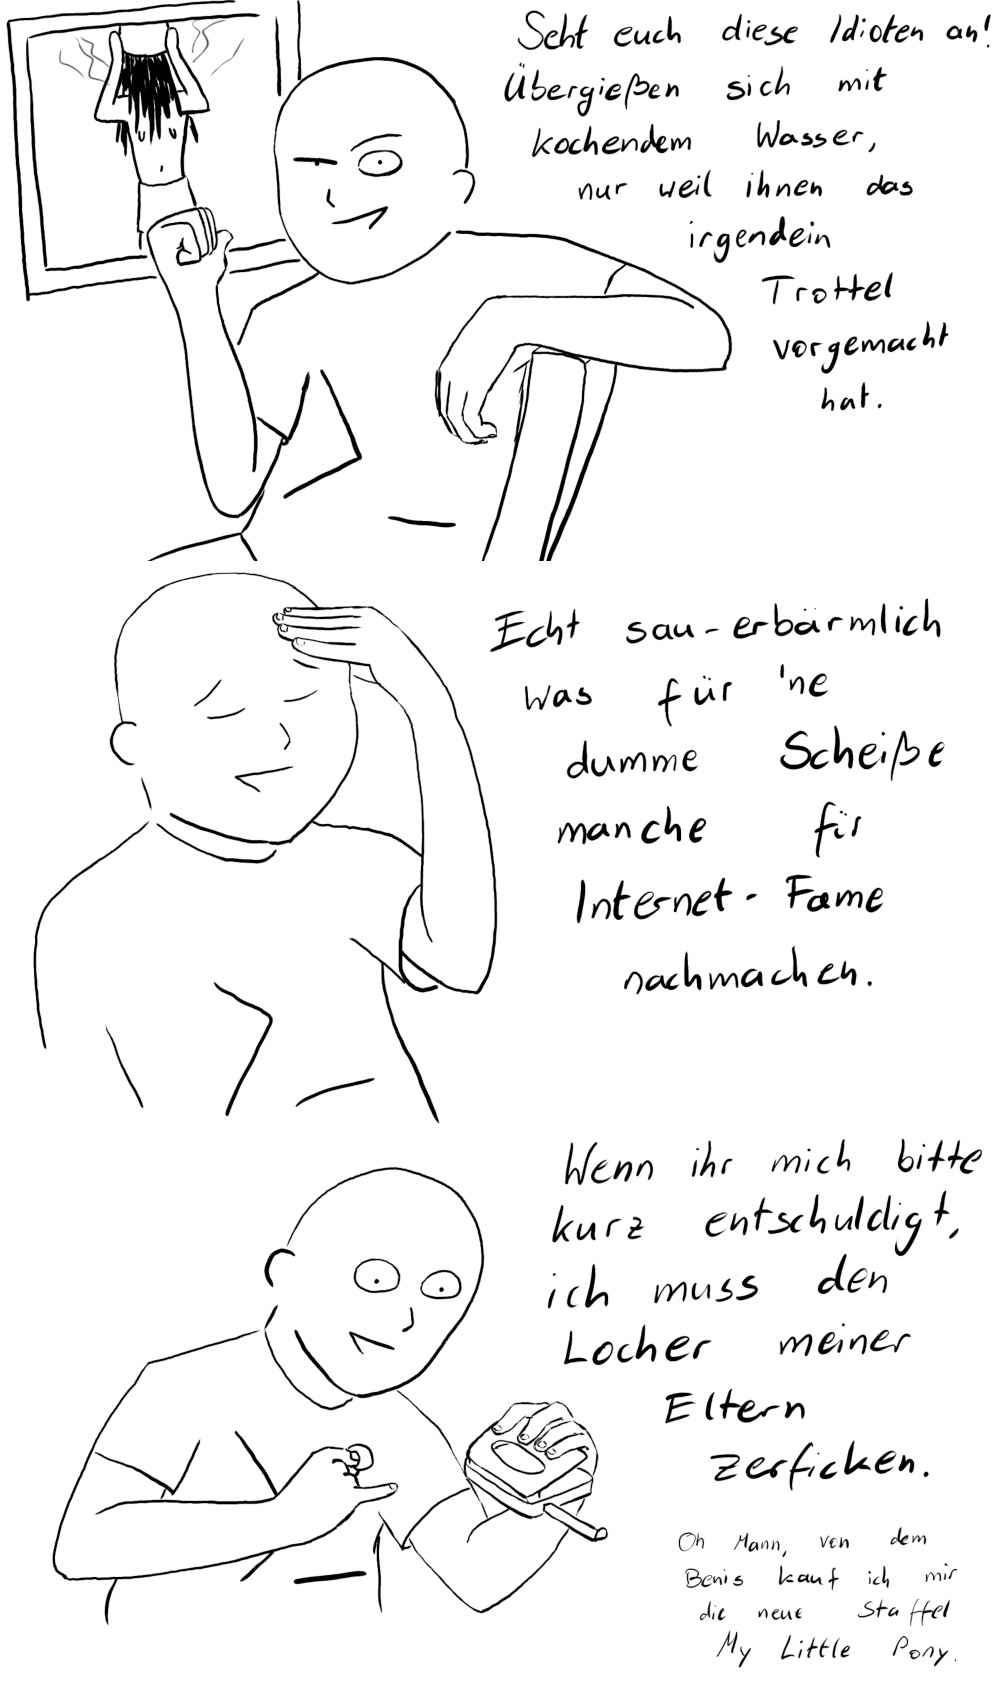 Seht euch diese Idioten an!
Übergießen sich mit
kochendem Wasser,
nur weil ihnen das
irgendein
Trottel
vorgemacht
hat.
Echt sau-erbärmlich
was für 'ne
dumme Scheiße
manche für
Internet-Fame
nachmachen.
Wenn ihr mich bitte
kurz entschuldigt,
ich muss den
Locher meiner
Eltern
zerficken.
Oh Mann, von dem
Benis kauf ich mir
die neue Staffel
My Little Pony.